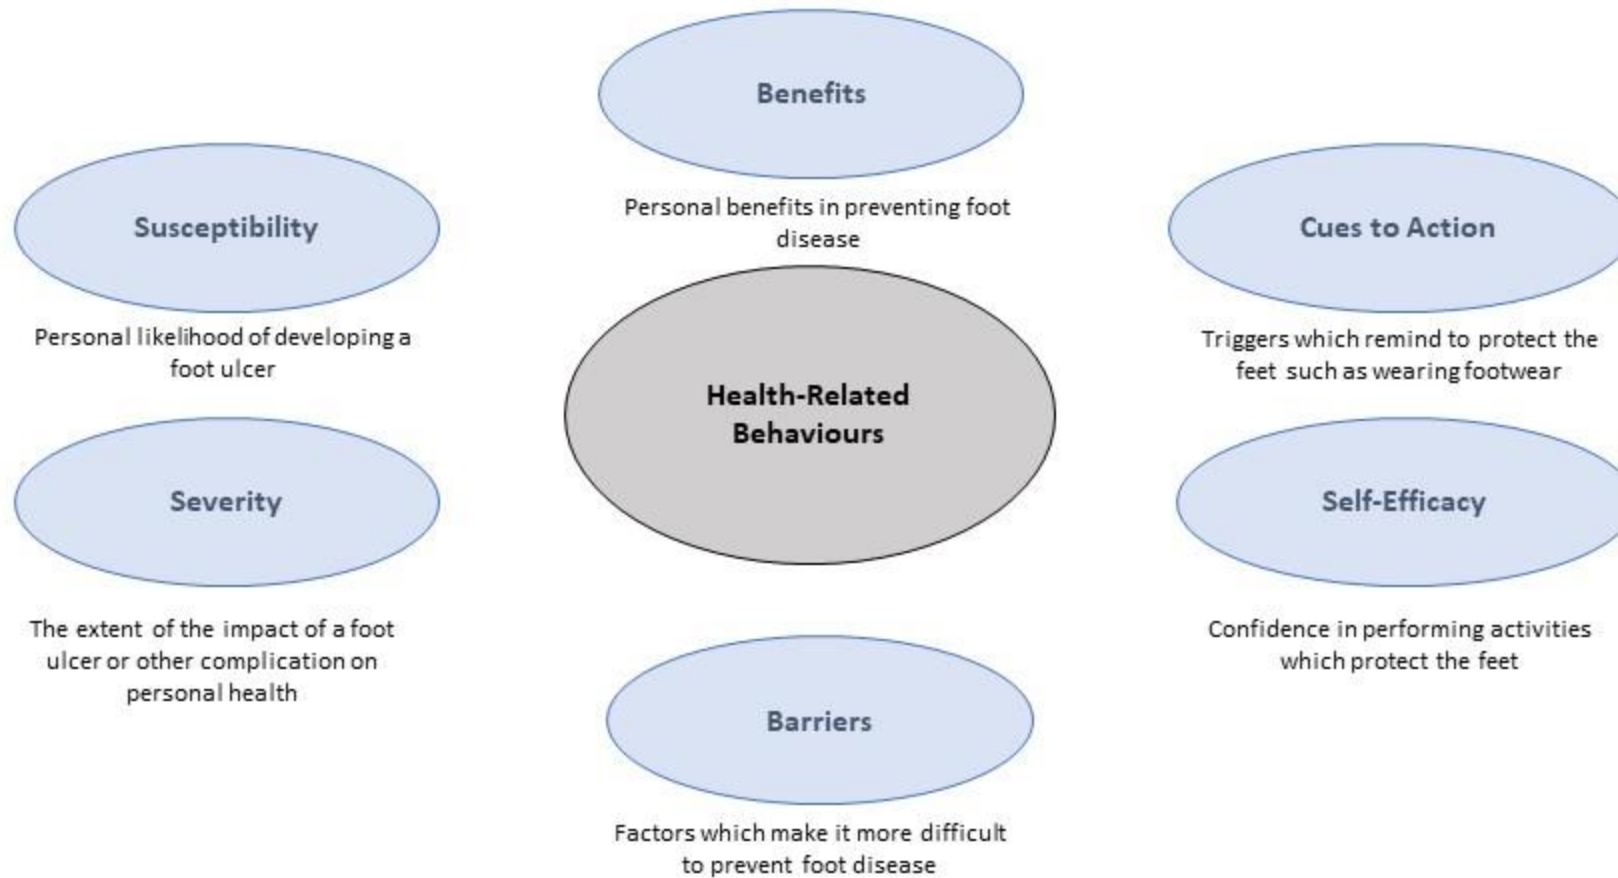 Benefits
Personal benefits in preventing foot
disease
Susceptibility
Personal likelihood of developing a
foot ulcer
Cues to Action
Triggers which remind to protect the
feet such as wearing footwear
Health-Related
Behaviours
Severity
The extent of the impact of a foot
ulcer or other complication on
personal health
Self-Efficacy
Confidence in performing activities
which protect the feet
Barriers
Factors which make it more difficult
to prevent foot disease